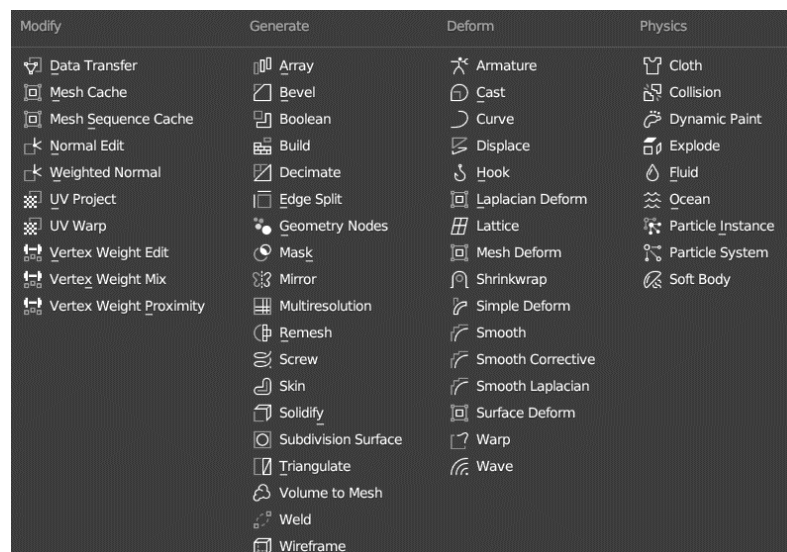 Modify
Data Transfer
Mesh Cache
Mesh Sequence Cache
Normal Edit
Weighted Normal
UV Project
UV Warp
Vertex Weight Edit
Vertex Weight Mix
Vertex Weight Proximity
Generate
Array
Bevel
Boolean
Build
Decimate
Edge Split
Geometry Nodes
Mask
Mirror
Multiresolution
Remesh
Screw
Skin
Solidify
Subdivision Surface
Triangulate
Volume to Mesh
Weld
Wireframe
Deform
Armature
Cast
Curve
Displace
Hook
Laplacian Deform
Lattice
Mesh Deform
Shrinkwrap
Simple Deform
Smooth
Smooth Corrective
Smooth Laplacian
Surface Deform
Warp
Wave
Physics
Cloth
Collision
Dynamic Paint
Explode
Fluid
Ocean
Particle Instance
Particle System
Soft Body